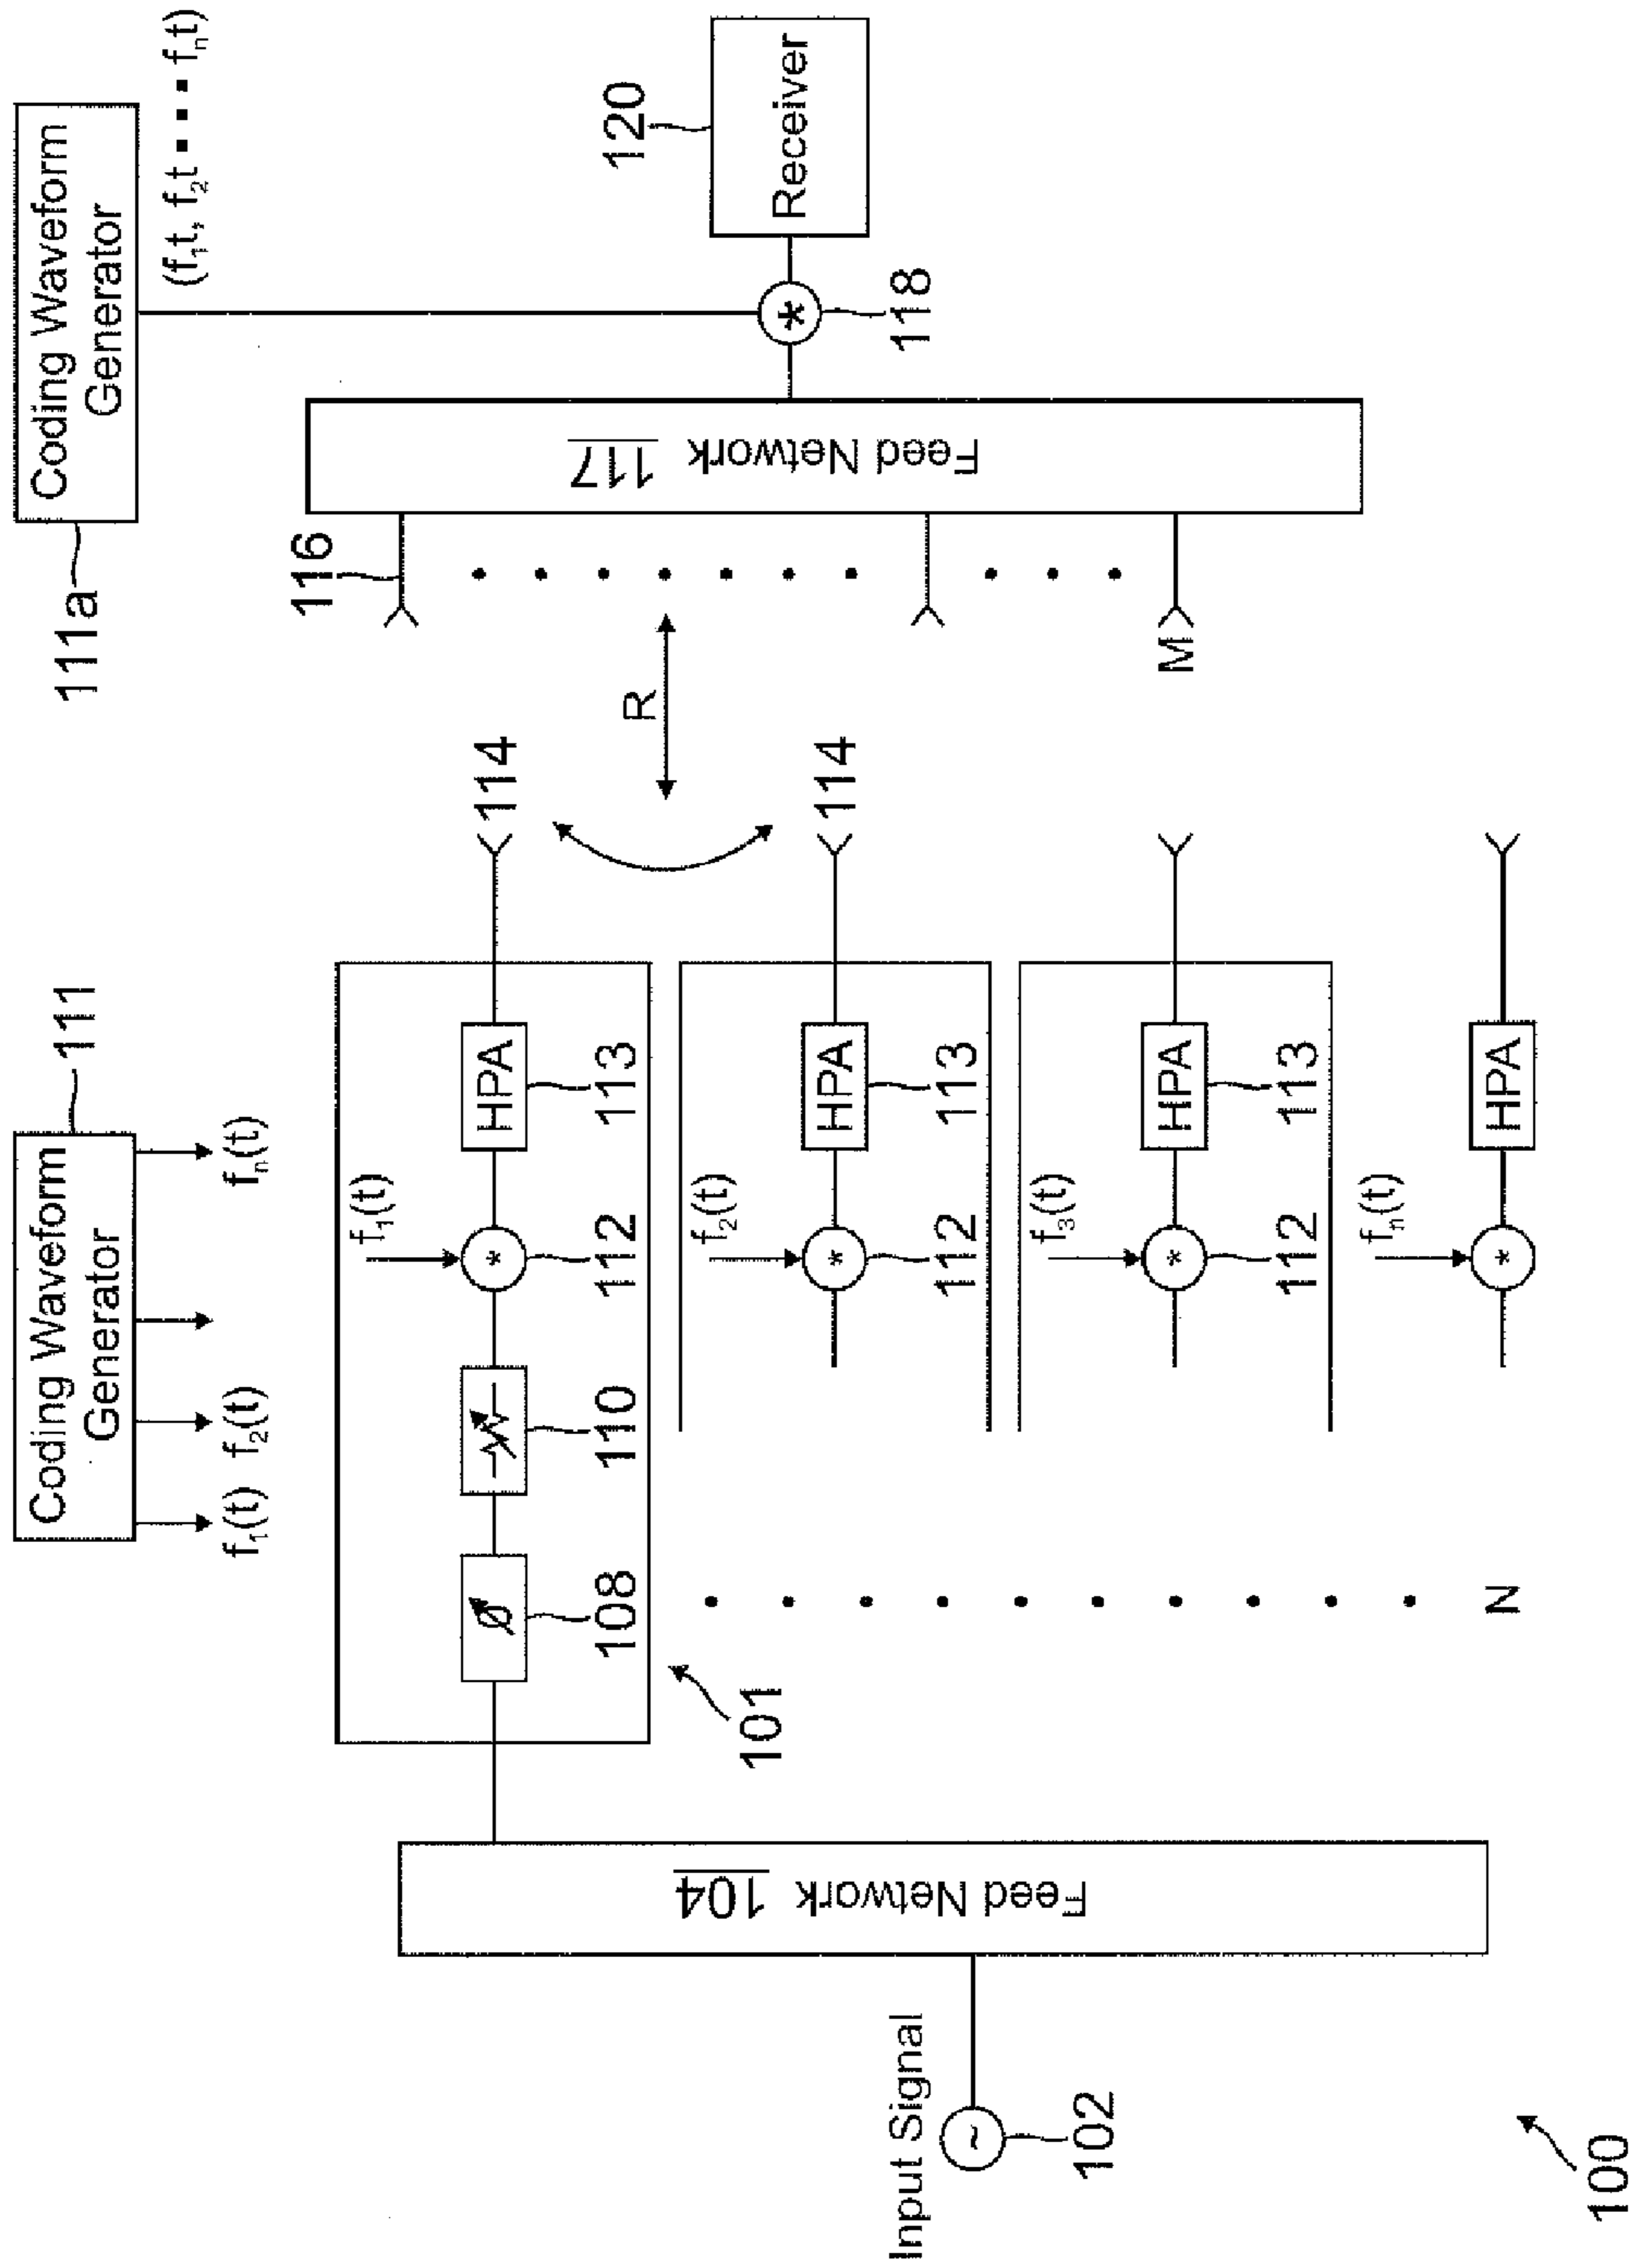 Coding Waveform
Generator
111
f₁(t) f₂(t) fₙ(t)
Coding Waveform
Generator
111a
(f₁t, f₂t ▪ ▪ ▪ fₙt)
Input Signal
102
Feed Network 104
101
108
110
f₁(t)
112
HPA
113
114
f₂(t)
112
HPA
113
114
f₃(t)
112
HPA
113
fₙ(t)
HPA
N
R
116
M
Feed Network 117
118
120
Receiver
100